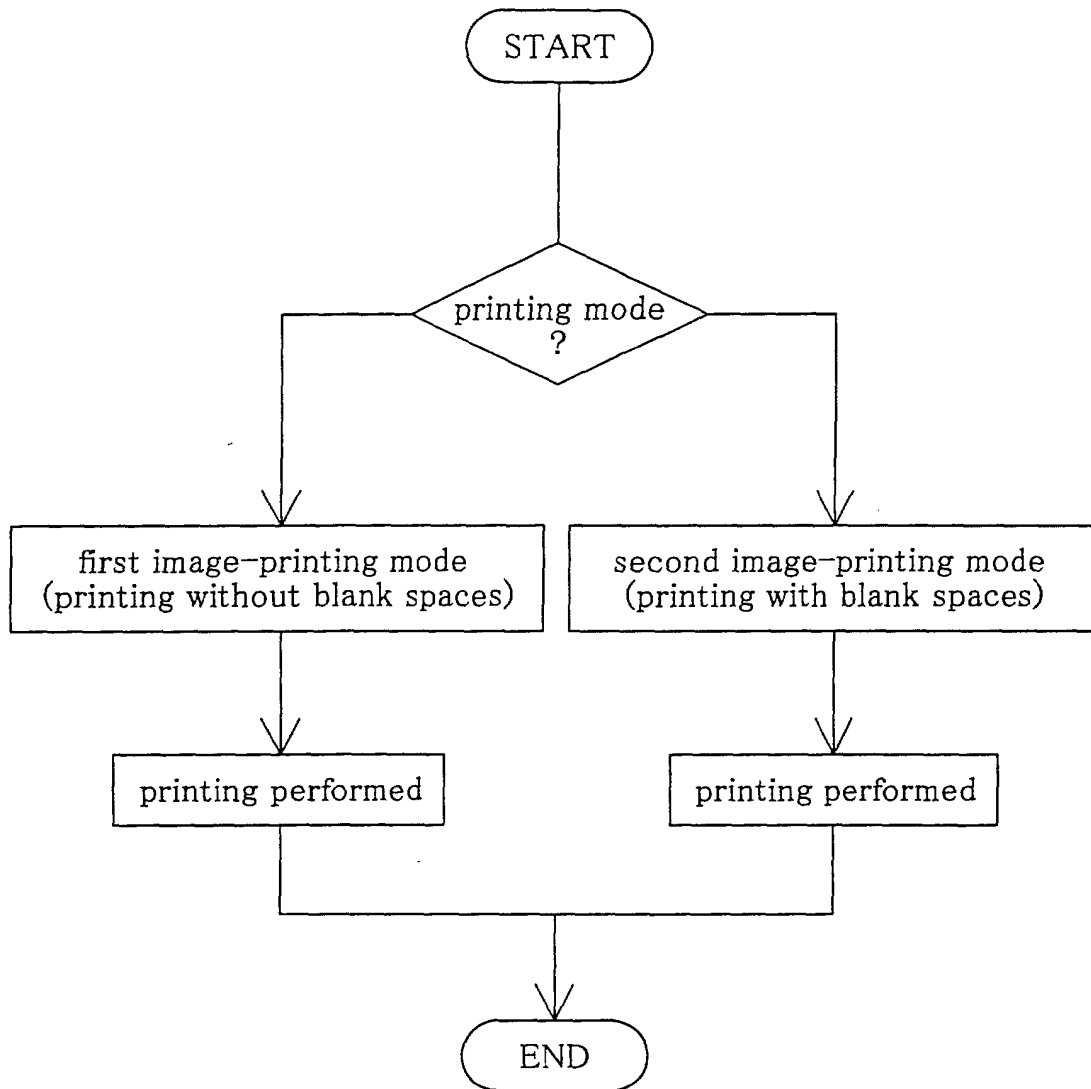 START
printing mode
?
first image-printing mode
(printing without blank spaces)
second image-printing mode
(printing with blank spaces)
printing performed
printing performed
END